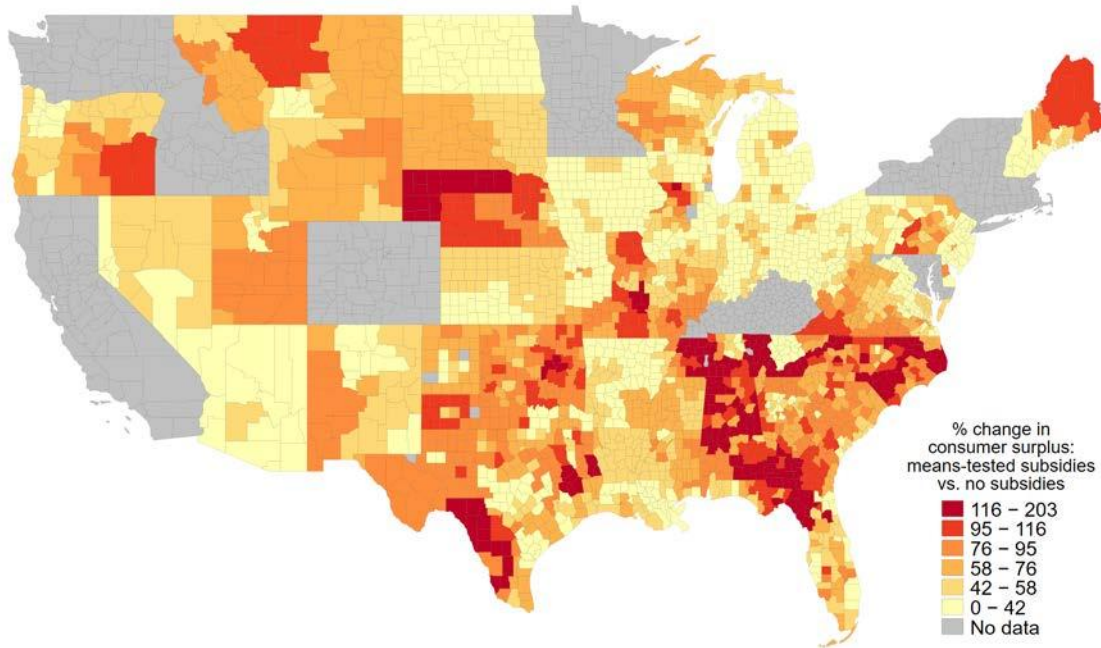 % change in
consumer surplus:
means-tested subsidies
vs. no subsidies
116 − 203
95 − 116
76 − 95
58 − 76
42 − 58
0 − 42
No data